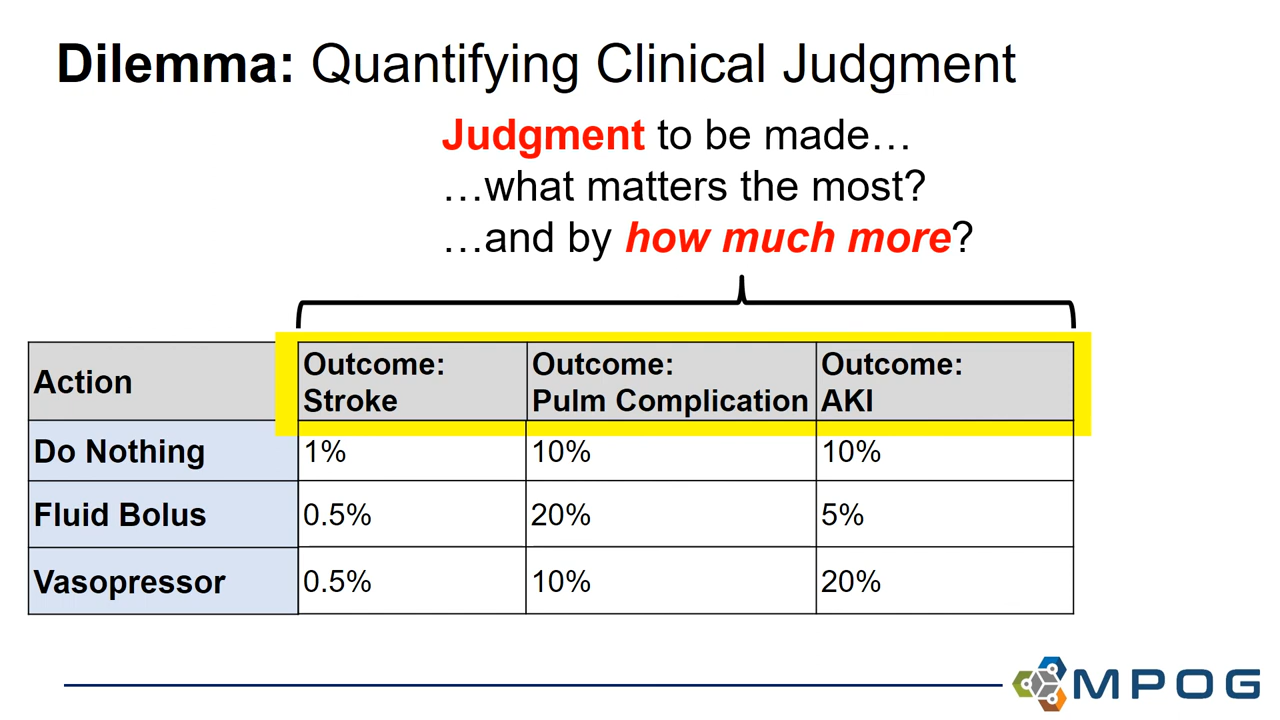 Dilemma: Quantifying Clinical Judgment
Judgment to be made…
…what matters the most?
…and by how much more?
Action
Outcome:
Stroke
Outcome:
Pulm Complication
Outcome:
AKI
Do Nothing
1%
10%
10%
Fluid Bolus
0.5%
20%
5%
Vasopressor
0.5%
10%
20%
MPOG